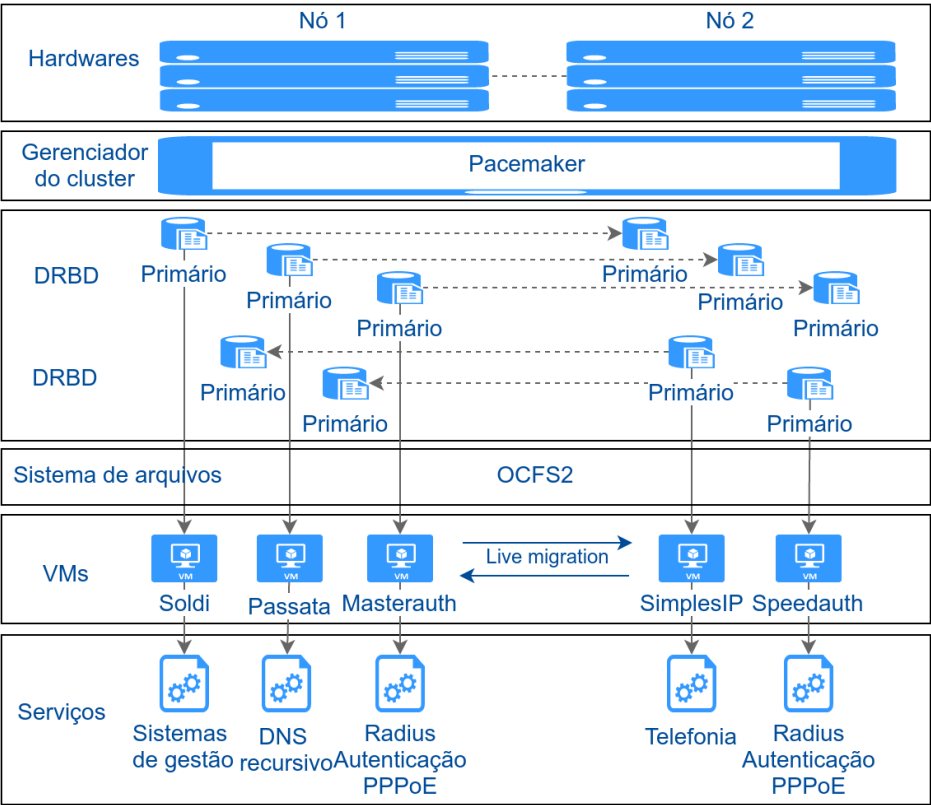 Nó 1
Nó 2
Hardwares
Gerenciador
do cluster
Pacemaker
DRBD
Primário
Primário
Primário
Primário
Primário
Primário
DRBD
Primário
Primário
Primário
Primário
Sistema de arquivos
OCFS2
VMs
VM
VM
VM
Live migration
VM
VM
Soldi
Passata
Masterauth
SimplesIP
Speedauth
Serviços
Sistemas
de gestão
DNS
recursivo
Radius
Autenticação
PPPoE
Telefonia
Radius
Autenticação
PPPoE